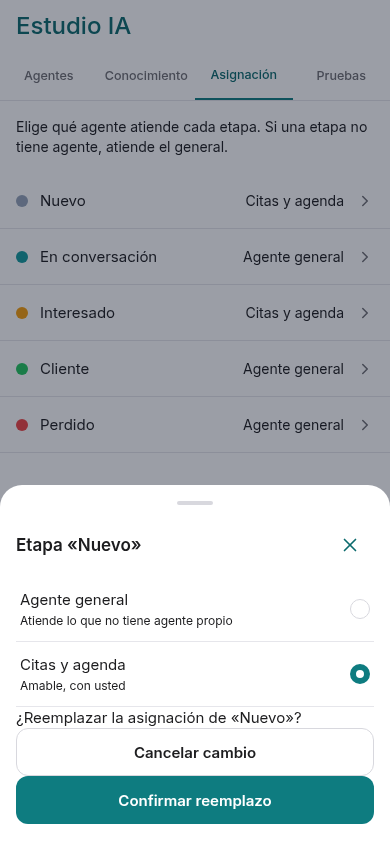 Estudio IA
Agentes
Conocimiento
Asignación
Pruebas
Elige qué agente atiende cada etapa. Si una etapa no
tiene agente, atiende el general.
Nuevo Citas y agenda
En conversación Agente general
Interesado Citas y agenda
Cliente Agente general
Perdido Agente general
Etapa «Nuevo»
Agente general
Atiende lo que no tiene agente propio
Citas y agenda
Amable, con usted
¿Reemplazar la asignación de «Nuevo»?
Cancelar cambio
Confirmar reemplazo